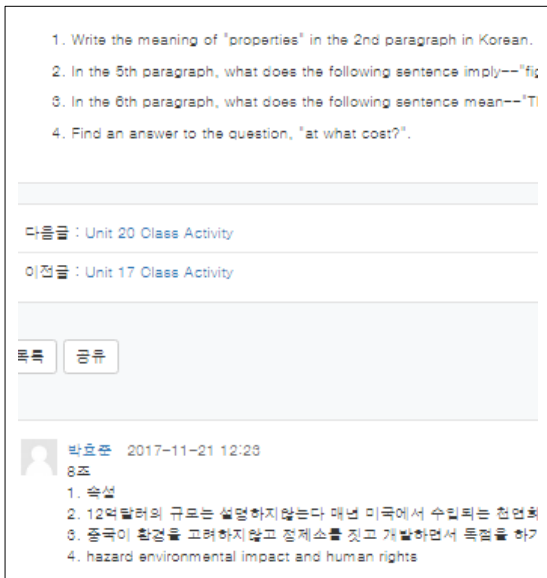 1. Write the meaning of "properties" in the 2nd paragraph in Korean.
2. In the 5th paragraph, what does the following sentence imply--"fig
3. In the 6th paragraph, what does the following sentence mean--"Tl
4. Find an answer to the question, "at what cost?".
다음글 : Unit 20 Class Activity
이전글 : Unit 17 Class Activity
목록 공유
박효준 2017-11-21 12:23
8조
1. 속성
2. 12억달러의 규모는 설명하지않는다 매년 미국에서 수입되는 천연
3. 중국이 환경을 고려하지않고 정제소를 짓고 개발하면서 독점을 하기
4. hazard environmental impact and human rights